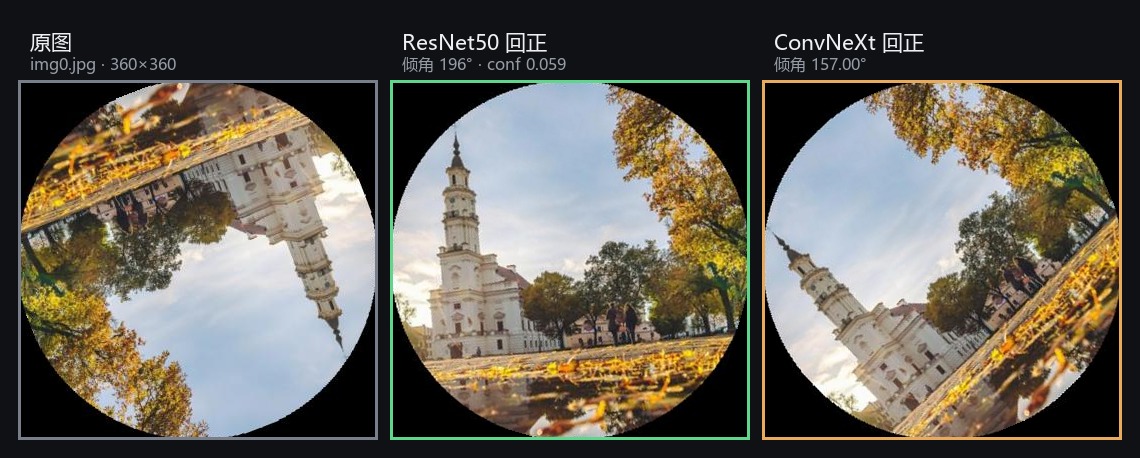 原图
img0.jpg · 360×360
ResNet50 回正
倾角 196° · conf 0.059
ConvNeXt 回正
倾角 157.00°